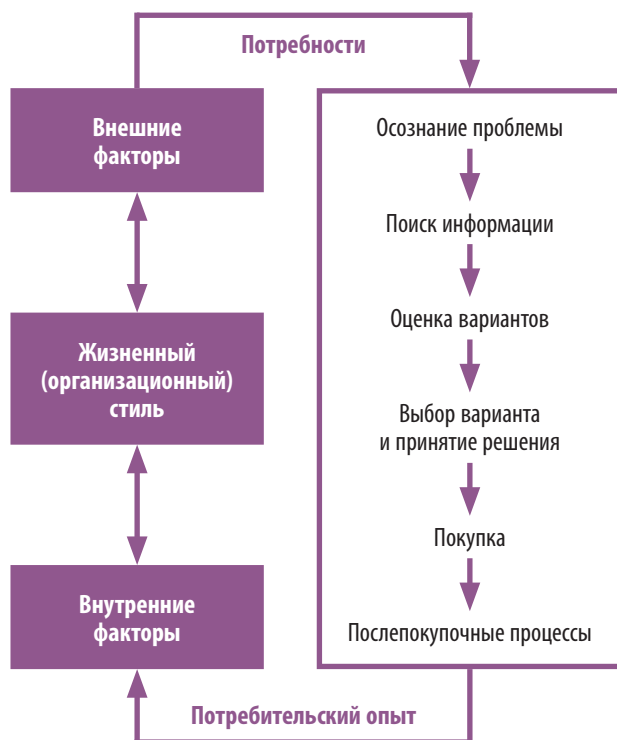 Потребности
Внешние
факторы
Жизненный
(организационный)
стиль
Внутренние
факторы
Осознание проблемы
Поиск информации
Оценка вариантов
Выбор варианта
и принятие решения
Покупка
Послепокупочные процессы
Потребительский опыт